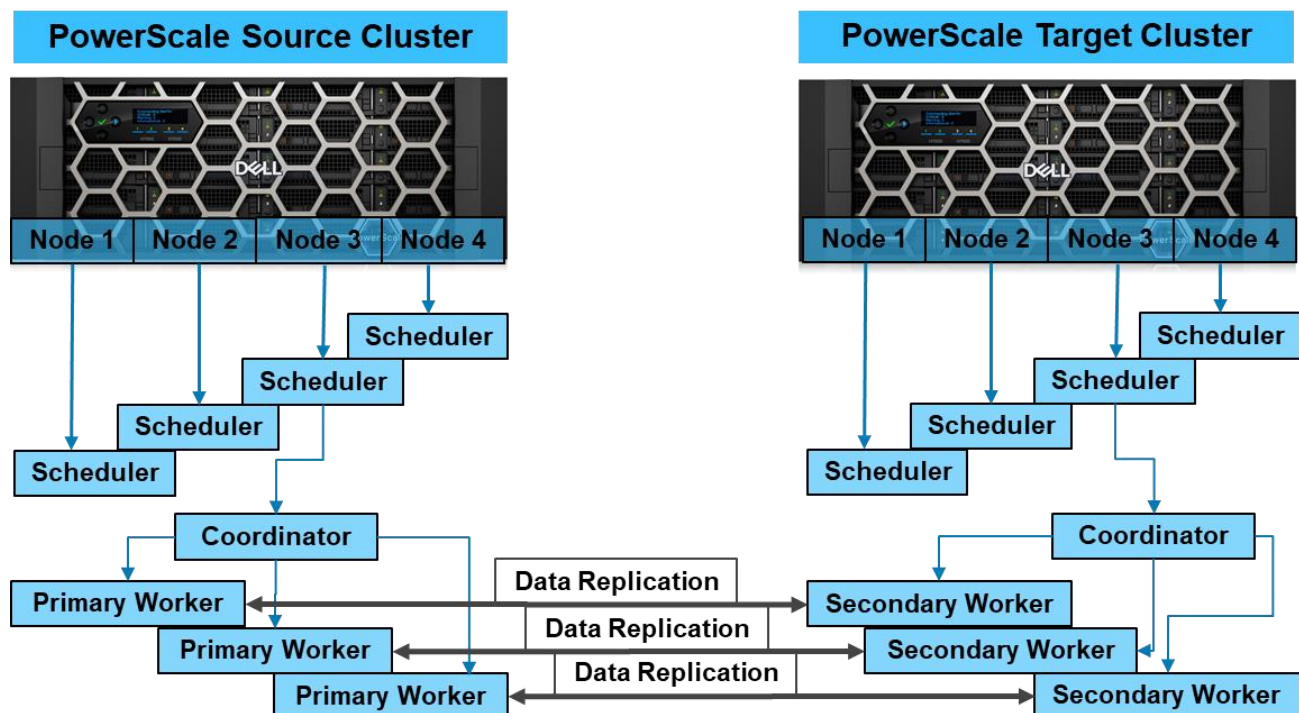 PowerScale Source Cluster
PowerScale Target Cluster
DELL
DELL
Node 1
Node 2
Node 3
Node 4
Node 1
Node 2
Node 3
Node 4
Scheduler
Scheduler
Scheduler
Scheduler
Scheduler
Scheduler
Scheduler
Scheduler
Coordinator
Coordinator
Data Replication
Primary Worker
Secondary Worker
Data Replication
Primary Worker
Secondary Worker
Data Replication
Primary Worker
Secondary Worker